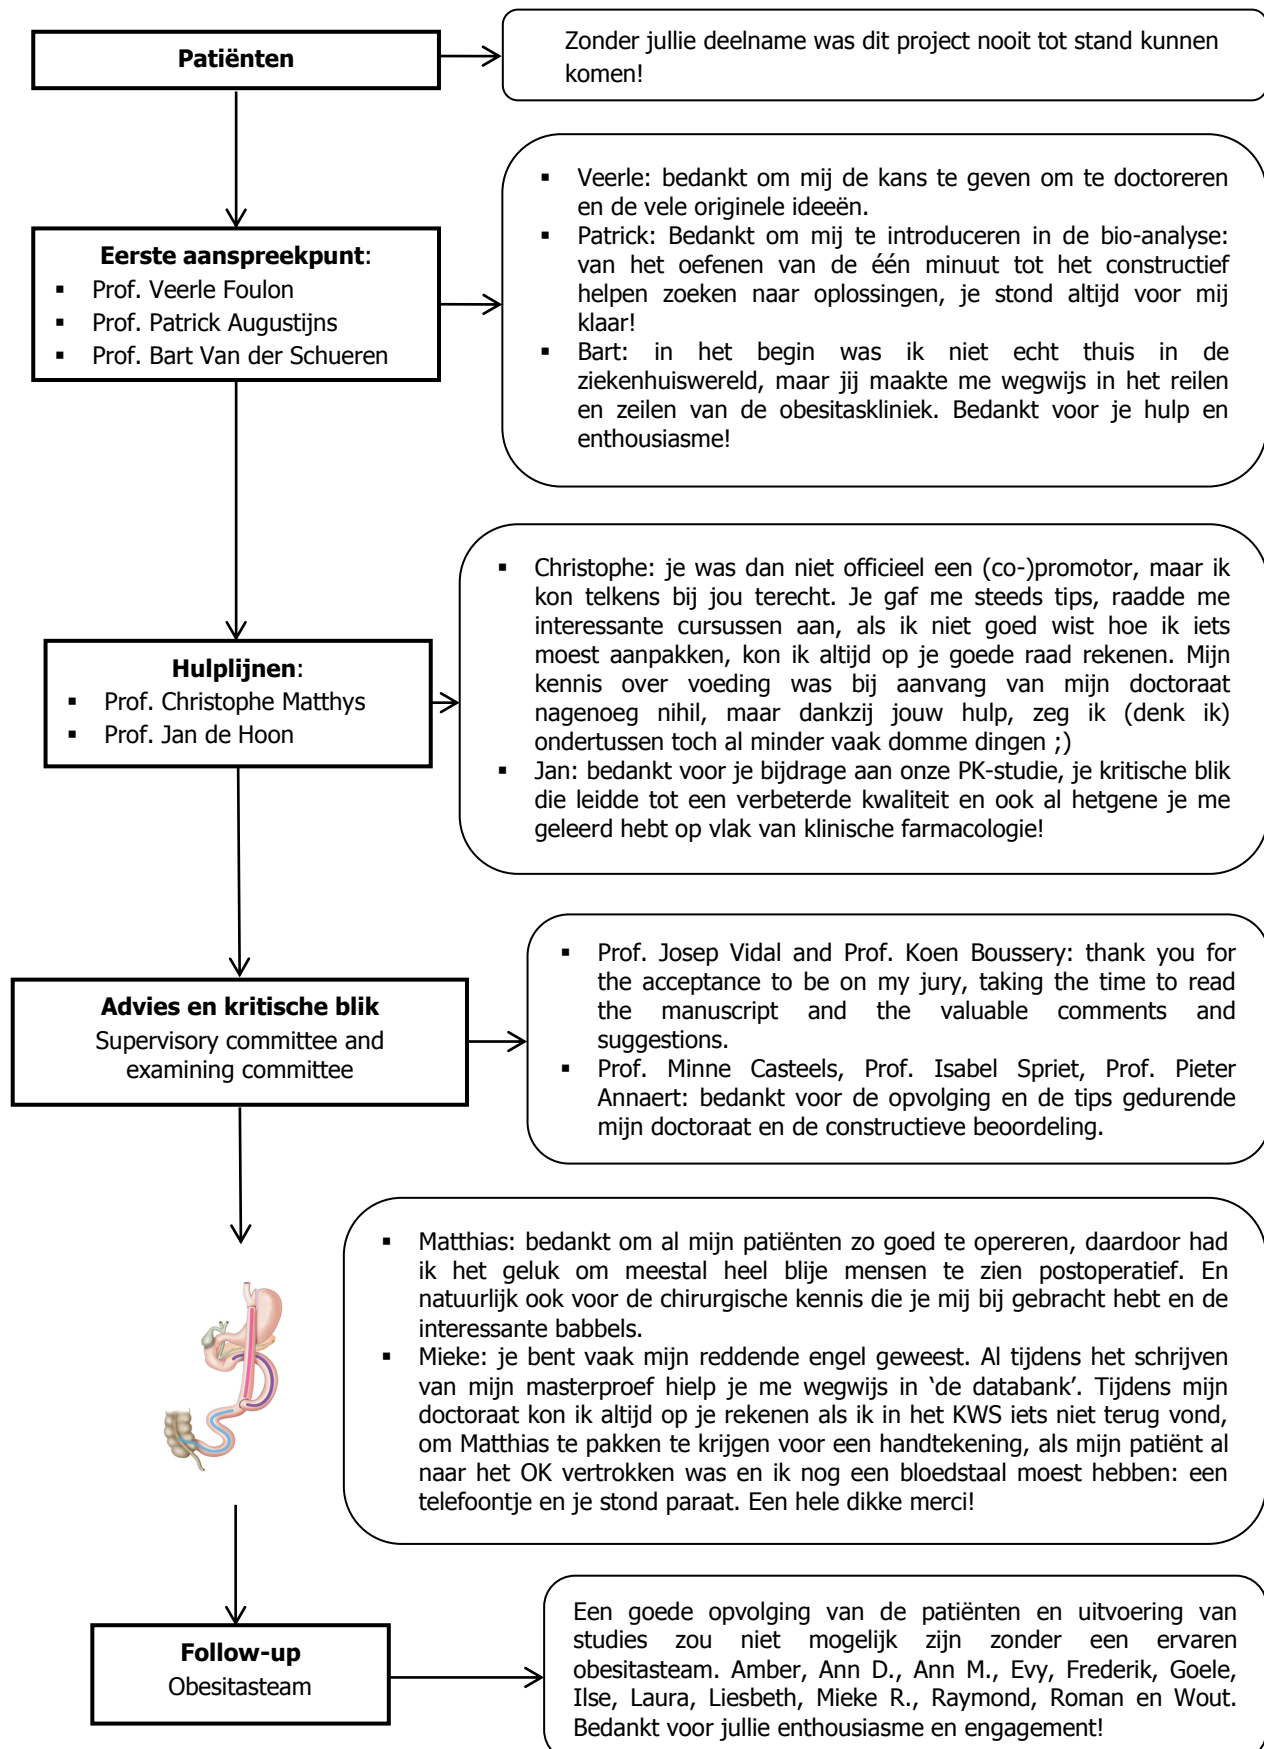 Patiënten
Zonder jullie deelname was dit project nooit tot stand kunnen
komen!
Eerste aanspreekpunt:
▪ Prof. Veerle Foulon
▪ Prof. Patrick Augustijns
▪ Prof. Bart Van der Schueren
▪ Veerle: bedankt om mij de kans te geven om te doctoreren
en de vele originele ideeën.
▪ Patrick: Bedankt om mij te introduceren in de bio-analyse:
van het oefenen van de één minuut tot het constructief
helpen zoeken naar oplossingen, je stond altijd voor mij
klaar!
▪ Bart: in het begin was ik niet echt thuis in de
ziekenhuiswereld, maar jij maakte me wegwijs in het reilen
en zeilen van de obesitaskliniek. Bedankt voor je hulp en
enthousiasme!
Hulplijnen:
▪ Prof. Christophe Matthys
▪ Prof. Jan de Hoon
▪ Christophe: je was dan niet officieel een (co-)promotor, maar ik
kon telkens bij jou terecht. Je gaf me steeds tips, raadde me
interessante cursussen aan, als ik niet goed wist hoe ik iets
moest aanpakken, kon ik altijd op je goede raad rekenen. Mijn
kennis over voeding was bij aanvang van mijn doctoraat
nagenoeg nihil, maar dankzij jouw hulp, zeg ik (denk ik)
ondertussen toch al minder vaak domme dingen ;)
▪ Jan: bedankt voor je bijdrage aan onze PK-studie, je kritische blik
die leidde tot een verbeterde kwaliteit en ook al hetgene je me
geleerd hebt op vlak van klinische farmacologie!
Advies en kritische blik
Supervisory committee and
examining committee
▪ Prof. Josep Vidal and Prof. Koen Boussery: thank you for
the acceptance to be on my jury, taking the time to read
the manuscript and the valuable comments and
suggestions.
▪ Prof. Minne Casteels, Prof. Isabel Spriet, Prof. Pieter
Annaert: bedankt voor de opvolging en de tips gedurende
mijn doctoraat en de constructieve beoordeling.
▪ Matthias: bedankt om al mijn patiënten zo goed te opereren, daardoor had
ik het geluk om meestal heel blije mensen te zien postoperatief. En
natuurlijk ook voor de chirurgische kennis die je mij bij gebracht hebt en de
interessante babbels.
▪ Mieke: je bent vaak mijn reddende engel geweest. Al tijdens het schrijven
van mijn masterproef hielp je me wegwijs in ‘de databank’. Tijdens mijn
doctoraat kon ik altijd op je rekenen als ik in het KWS iets niet terug vond,
om Matthias te pakken te krijgen voor een handtekening, als mijn patiënt al
naar het OK vertrokken was en ik nog een bloedstaal moest hebben: een
telefoontje en je stond paraat. Een hele dikke merci!
Follow-up
Obesitasteam
Een goede opvolging van de patiënten en uitvoering van
studies zou niet mogelijk zijn zonder een ervaren
obesitasteam. Amber, Ann D., Ann M., Evy, Frederik, Goele,
Ilse, Laura, Liesbeth, Mieke R., Raymond, Roman en Wout.
Bedankt voor jullie enthousiasme en engagement!